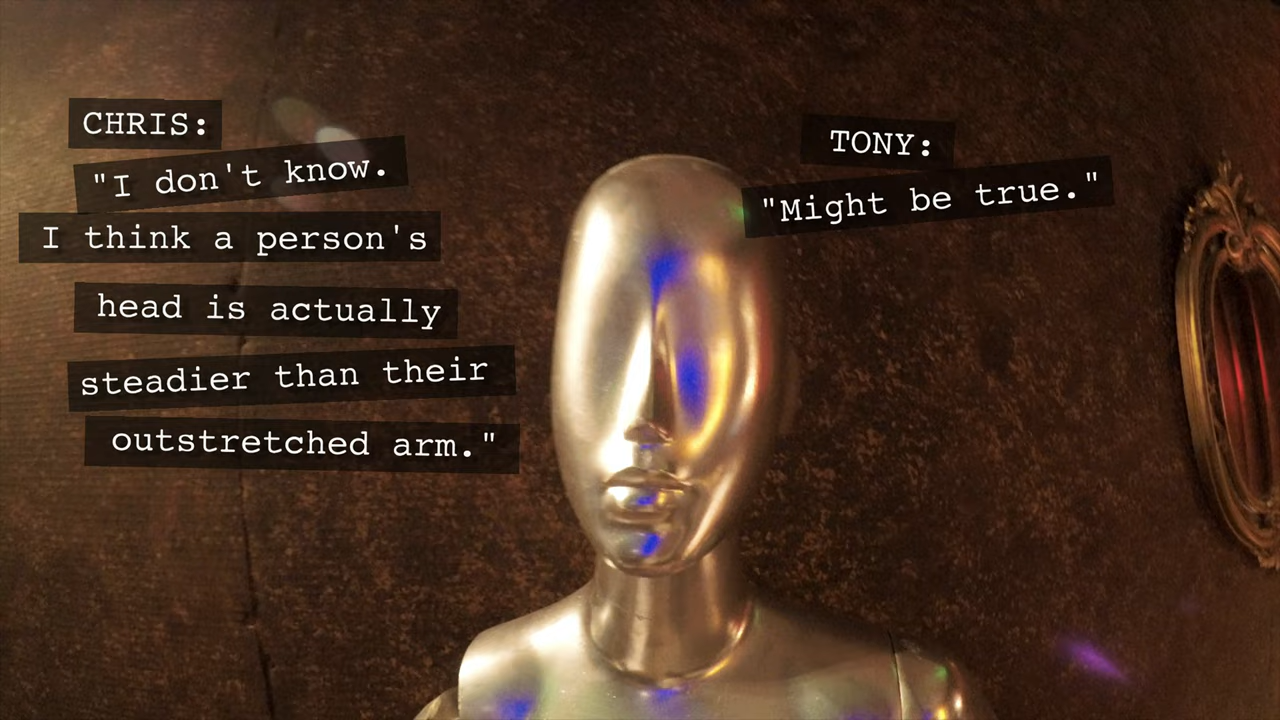 CHRIS:
"I don't know.
I think a person's
head is actually
steadier than their
outstretched arm."
TONY:
"Might be true."